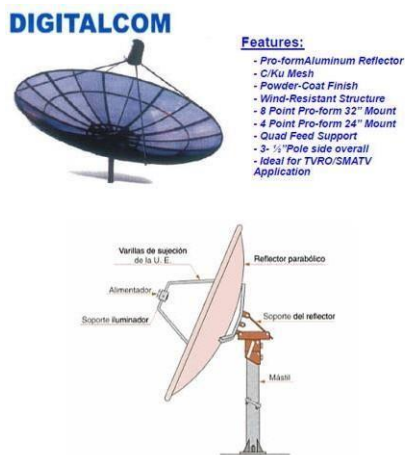 DIGITALCOM
Features:
- Pro-formAluminum Reflector
- C/Ku Mesh
- Powder-Coat Finish
- Wind-Resistant Structure
- 8 Point Pro-form 32" Mount
- 4 Point Pro-form 24" Mount
- Quad Feed Support
- 3- ½"Pole side overall
- Ideal for TVRO/SMATV
Application
Varillas de sujeción
de la U. E.
Reflector parabólico
Alimentador
Soporte iluminador
Soporte del reflector
Mástil